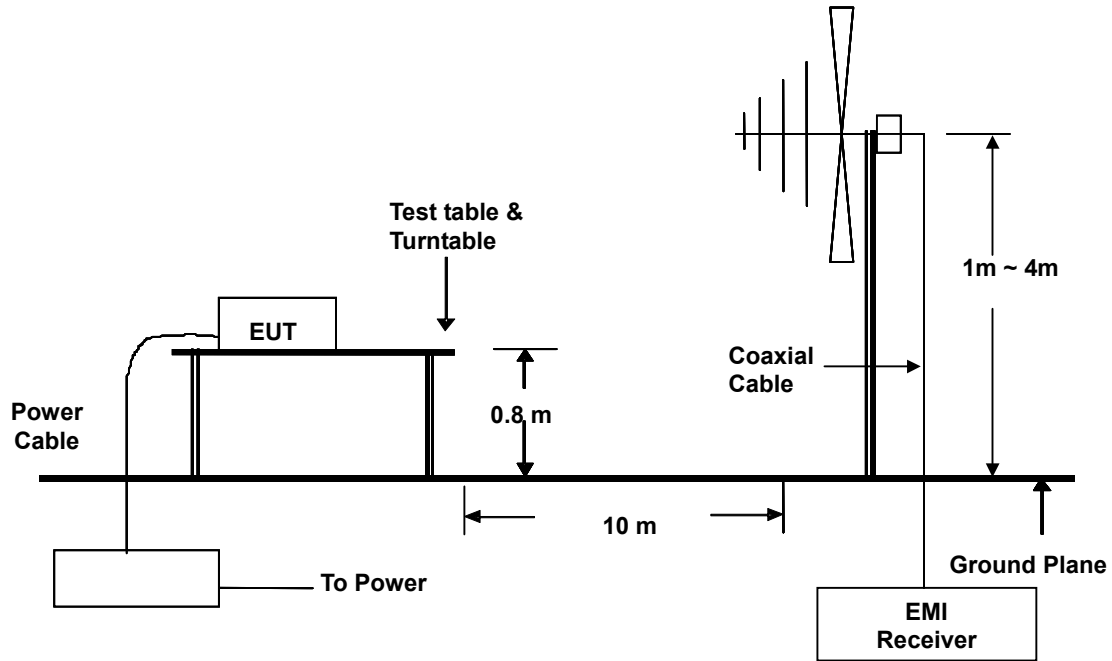 Test table &
Turntable
EUT
1m ~ 4m
Coaxial
Cable
0.8 m
Power
Cable
10 m
To Power
Ground Plane
EMI
Receiver